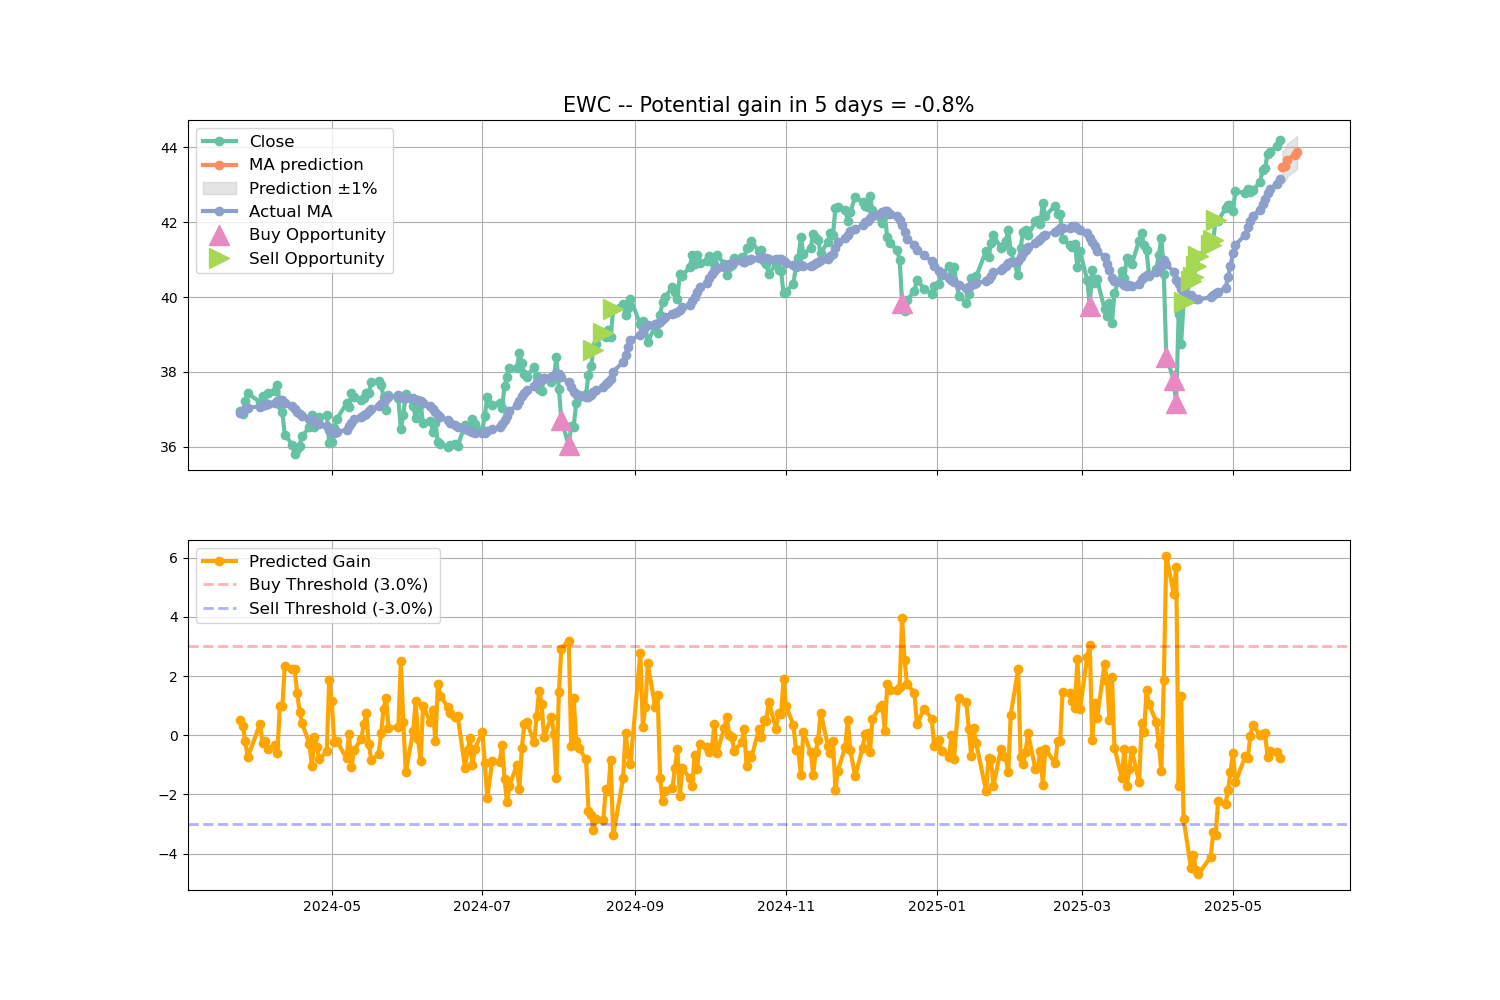 EWC -- Potential gain in 5 days = -0.8%
Close
MA prediction
Prediction ±1%
Actual MA
Buy Opportunity
Sell Opportunity
44
42
40
38
36
Predicted Gain
Buy Threshold (3.0%)
Sell Threshold (-3.0%)
6
4
2
0
−2
−4
2024-05
2024-07
2024-09
2024-11
2025-01
2025-03
2025-05